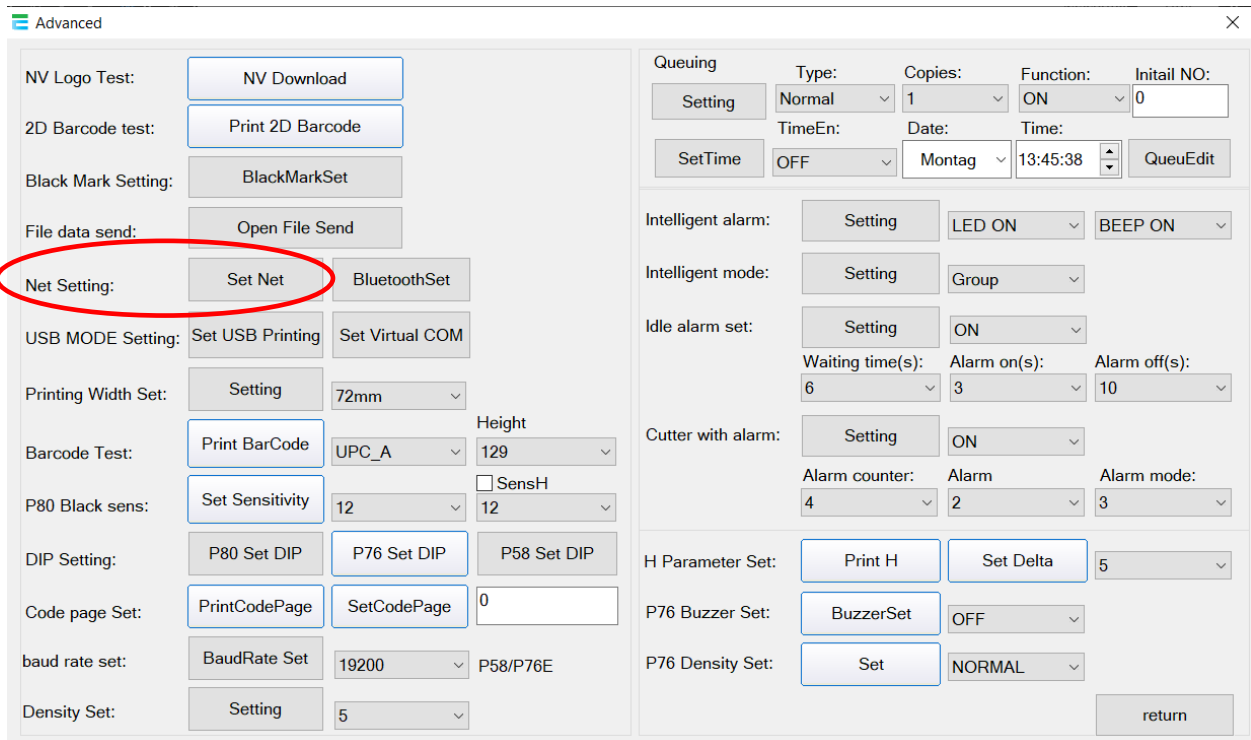 Advanced
NV Logo Test: NV Download
2D Barcode test: Print 2D Barcode
Black Mark Setting: BlackMarkSet
File data send: Open File Send
Net Setting: Set Net BluetoothSet
USB MODE Setting: Set USB Printing Set Virtual COM
Printing Width Set: Setting 72mm
Height
Barcode Test: Print BarCode UPC_A 129
SensH
P80 Black sens: Set Sensitivity 12 12
DIP Setting: P80 Set DIP P76 Set DIP P58 Set DIP
Code page Set: PrintCodePage SetCodePage 0
baud rate set: BaudRate Set 19200 P58/P76E
Density Set: Setting 5
Queuing
Type: Copies: Function: Initail NO:
Setting Normal 1 ON 0
TimeEn: Date: Time:
SetTime OFF Montag 13:45:38 QueuEdit
Intelligent alarm: Setting LED ON BEEP ON
Intelligent mode: Setting Group
Idle alarm set: Setting ON
Waiting time(s): Alarm on(s): Alarm off(s):
6 3 10
Cutter with alarm: Setting ON
Alarm counter: Alarm Alarm mode:
4 2 3
H Parameter Set: Print H Set Delta 5
P76 Buzzer Set: BuzzerSet OFF
P76 Density Set: Set NORMAL
return